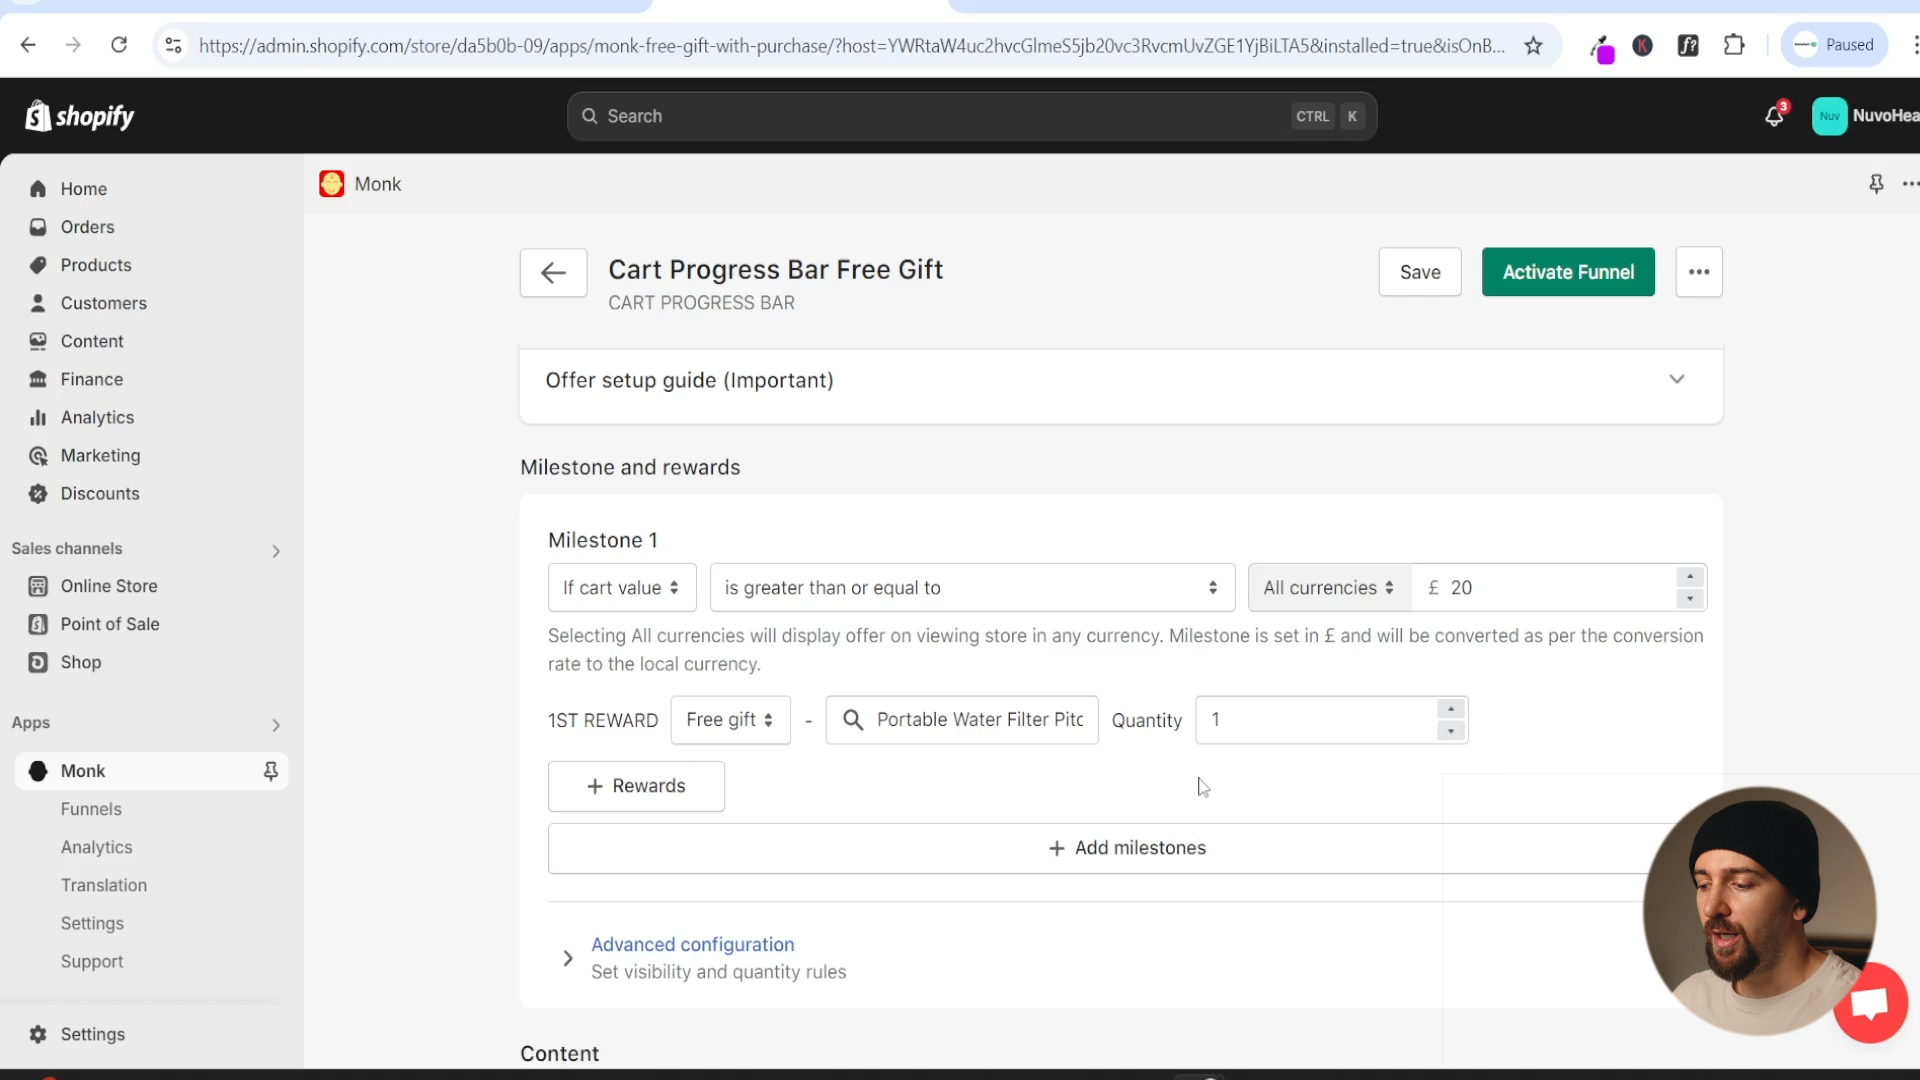 https://admin.shopify.com/store/da5b0b-09/apps/monk-free-gift-with-purchase/?host=YWRtaW4uc2hvcGlmeS5jb20vc3RvcmUvZGE1YjBiLTA5&installed=true&isOnB...
Paused
shopify
Search
CTRL K
3
Nuv
NuvoHea
Home
Orders
Products
Customers
Content
Finance
Analytics
Marketing
Discounts
Sales channels
Online Store
Point of Sale
Shop
Apps
Monk
Funnels
Analytics
Translation
Settings
Support
Settings
Monk
Cart Progress Bar Free Gift
CART PROGRESS BAR
Save
Activate Funnel
Offer setup guide (Important)
Milestone and rewards
Milestone 1
If cart value
is greater than or equal to
All currencies
£ 20
Selecting All currencies will display offer on viewing store in any currency. Milestone is set in £ and will be converted as per the conversion
rate to the local currency.
1ST REWARD Free gift - Portable Water Filter Pitc Quantity 1
+ Rewards
+ Add milestones
Advanced configuration
Set visibility and quantity rules
Content